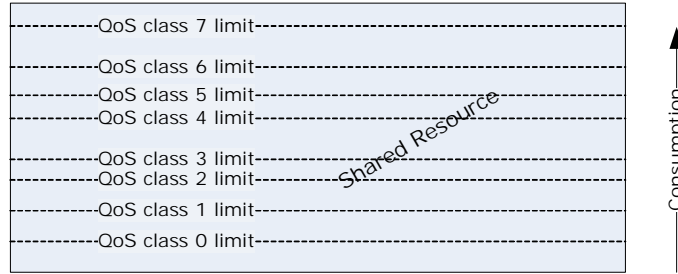 QoS class 7 limit
QoS class 6 limit
QoS class 5 limit
QoS class 4 limit
QoS class 3 limit
QoS class 2 limit
QoS class 1 limit
QoS class 0 limit
Shared Resource
Consumption